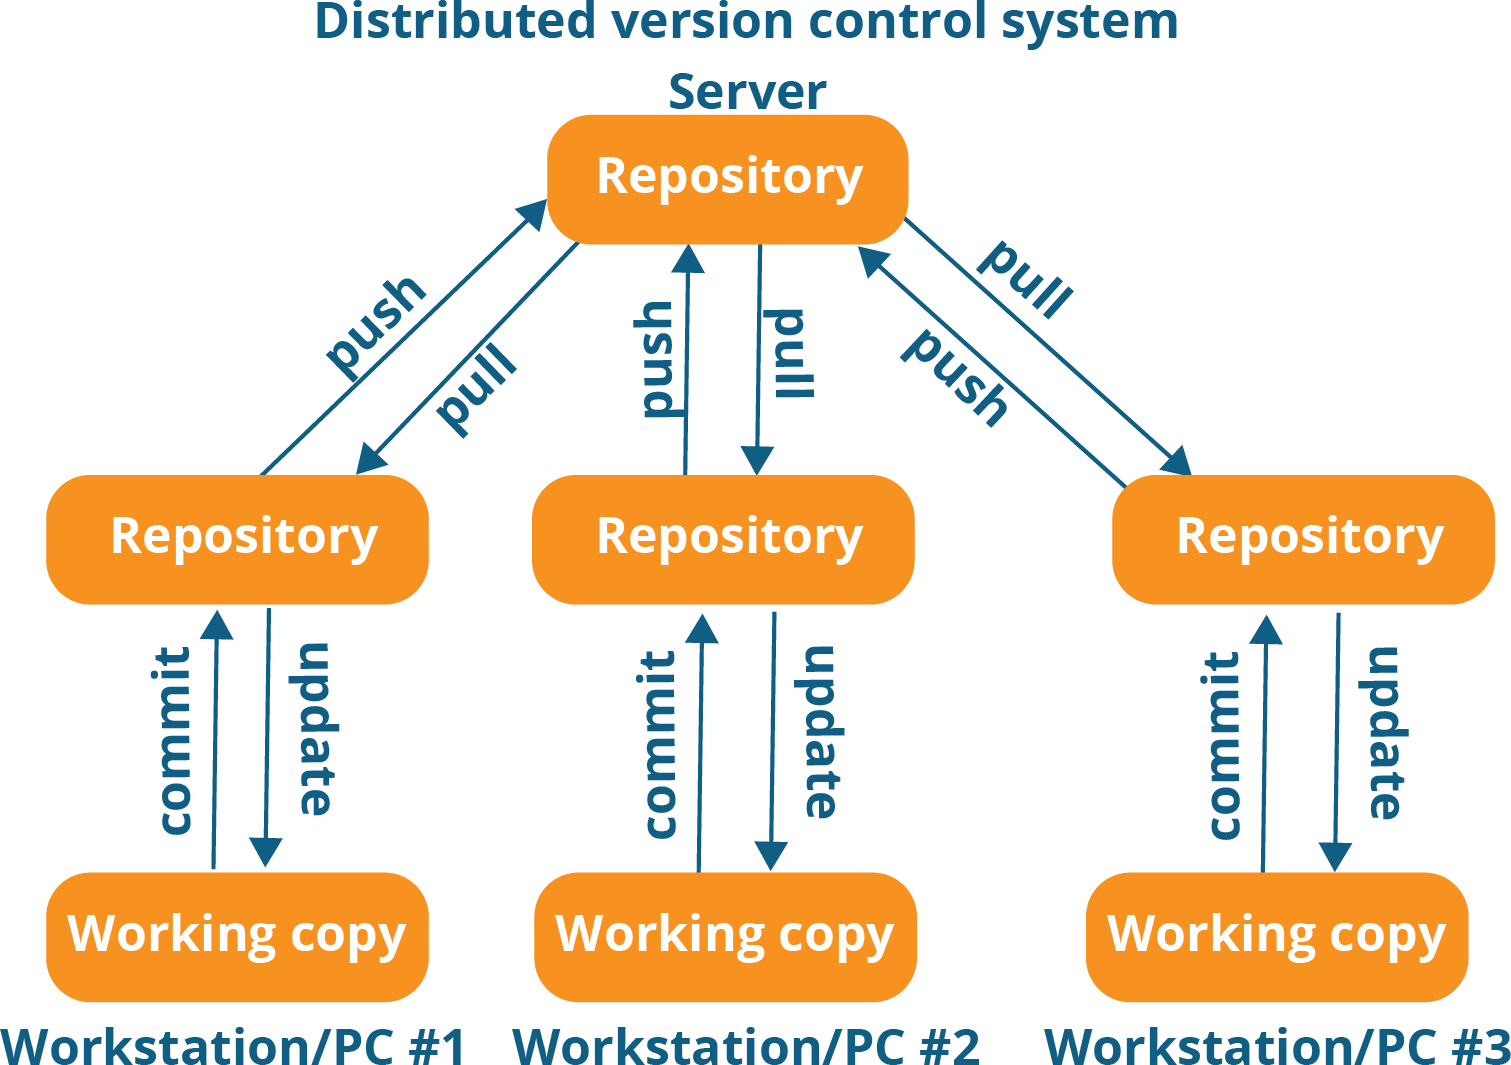 Distributed version control system
Server
Repository
push
pull
push
pull
pull
push
Repository
Repository
Repository
commit
update
commit
update
commit
update
Working copy
Working copy
Working copy
Workstation/PC #1
Workstation/PC #2
Workstation/PC #3